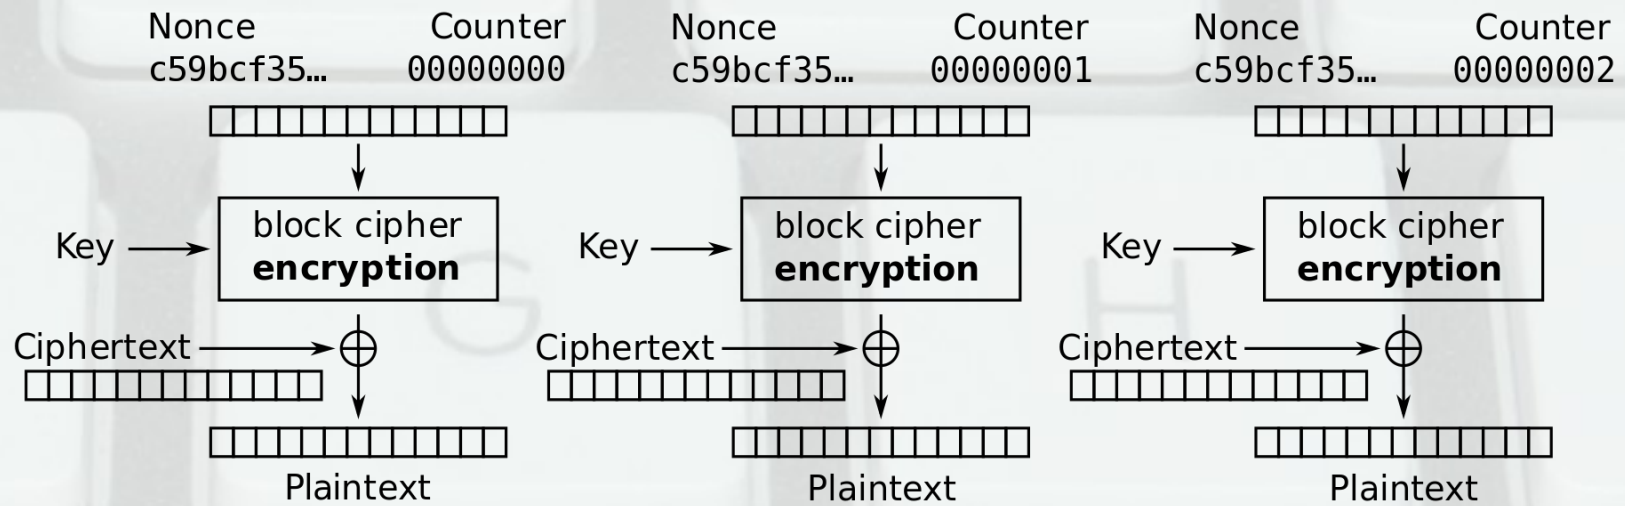 Nonce Counter Nonce Counter Nonce Counter
c59bcf35… 00000000 c59bcf35… 00000001 c59bcf35… 00000002
block cipher block cipher block cipher
Key encryption Key encryption Key encryption
Ciphertext Ciphertext Ciphertext
Plaintext Plaintext Plaintext
G H